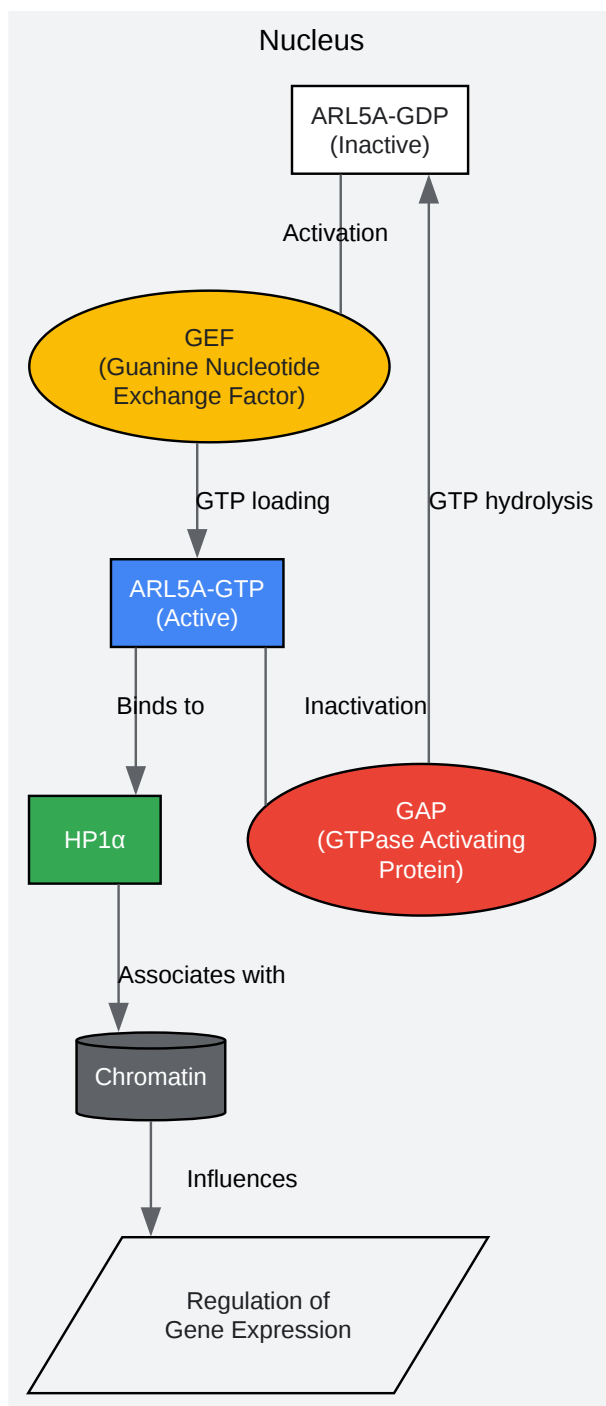 Nucleus
ARL5A-GDP
(Inactive)
Activation
GEF
(Guanine Nucleotide
Exchange Factor)
GTP loading
GTP hydrolysis
ARL5A-GTP
(Active)
Binds to
Inactivation
HP1α
GAP
(GTPase Activating
Protein)
Associates with
Chromatin
Influences
Regulation of
Gene Expression